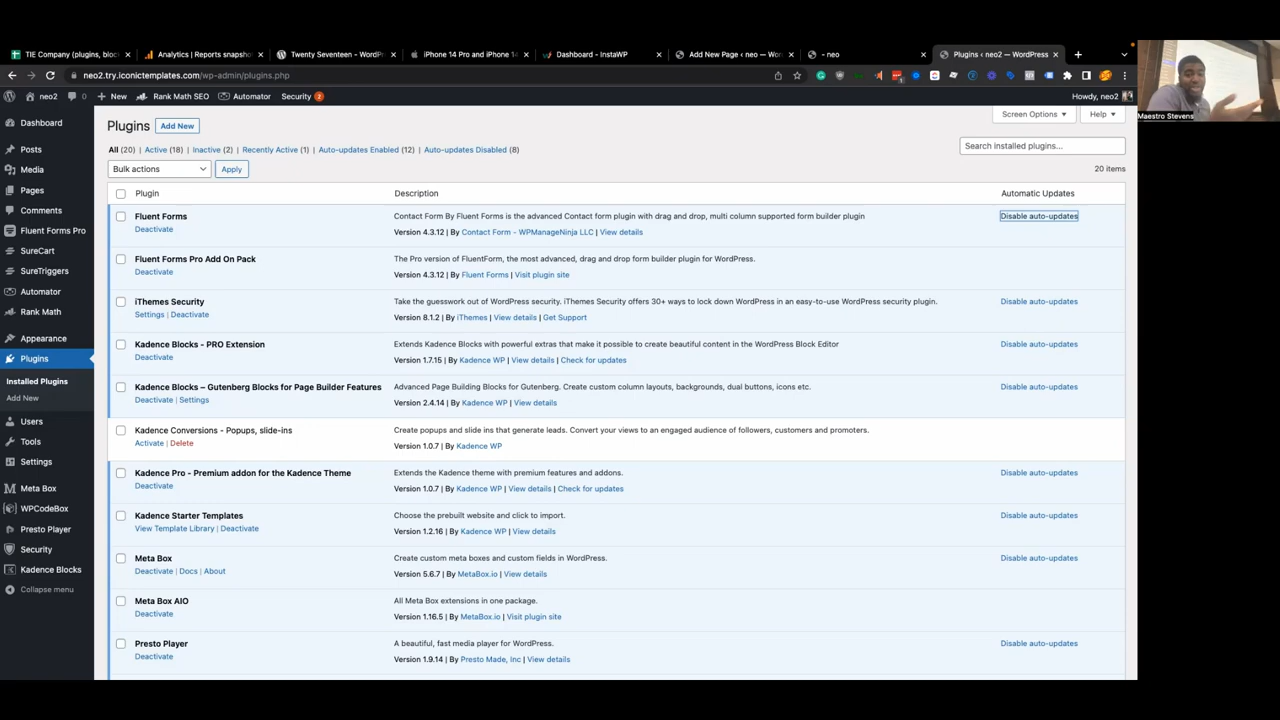 TIE Company (plugins, bloc
Analytics | Reports snapsho
Twenty Seventeen – WordPr
iPhone 14 Pro and iPhone 14
Dashboard - InstaWP
Add New Page ‹ neo — Wor
- neo
Plugins ‹ neo2 — WordPress
neo2.try.iconictemplates.com/wp-admin/plugins.php
neo2 0 New Rank Math SEO Automator Security 2 Howdy, neo2
Maestro Stevens
Dashboard
Posts
Media
Pages
Comments
Fluent Forms Pro
SureCart
SureTriggers
Automator
Rank Math
Appearance
Plugins
Installed Plugins
Add New
Users
Tools
Settings
Meta Box
WPCodeBox
Presto Player
Security
Kadence Blocks
Collapse menu
Screen Options Help
Plugins Add New
All (20) | Active (18) | Inactive (2) | Recently Active (1) | Auto-updates Enabled (12) | Auto-updates Disabled (8)
Search installed plugins...
Bulk actions Apply
20 items
Plugin Description Automatic Updates
Fluent Forms
Deactivate
Contact Form By Fluent Forms is the advanced Contact form plugin with drag and drop, multi column supported form builder plugin
Version 4.3.12 | By Contact Form - WPManageNinja LLC | View details
Disable auto-updates
Fluent Forms Pro Add On Pack
Deactivate
The Pro version of FluentForm, the most advanced, drag and drop form builder plugin for WordPress.
Version 4.3.12 | By Fluent Forms | Visit plugin site
iThemes Security
Settings | Deactivate
Take the guesswork out of WordPress security. iThemes Security offers 30+ ways to lock down WordPress in an easy-to-use WordPress security plugin.
Version 8.1.2 | By iThemes | View details | Get Support
Disable auto-updates
Kadence Blocks - PRO Extension
Deactivate
Extends Kadence Blocks with powerful extras that make it possible to create beautiful content in the WordPress Block Editor
Version 1.7.15 | By Kadence WP | View details | Check for updates
Disable auto-updates
Kadence Blocks – Gutenberg Blocks for Page Builder Features
Deactivate | Settings
Advanced Page Building Blocks for Gutenberg. Create custom column layouts, backgrounds, dual buttons, icons etc.
Version 2.4.14 | By Kadence WP | View details
Disable auto-updates
Kadence Conversions - Popups, slide-ins
Activate | Delete
Create popups and slide ins that generate leads. Convert your views to an engaged audience of followers, customers and promoters.
Version 1.0.7 | By Kadence WP
Kadence Pro - Premium addon for the Kadence Theme
Deactivate
Extends the Kadence theme with premium features and addons.
Version 1.0.7 | By Kadence WP | View details | Check for updates
Disable auto-updates
Kadence Starter Templates
View Template Library | Deactivate
Choose the prebuilt website and click to import.
Version 1.2.16 | By Kadence WP | View details
Disable auto-updates
Meta Box
Deactivate | Docs | About
Create custom meta boxes and custom fields in WordPress.
Version 5.6.7 | By MetaBox.io | View details
Disable auto-updates
Meta Box AIO
Deactivate
All Meta Box extensions in one package.
Version 1.16.5 | By MetaBox.io | Visit plugin site
Presto Player
Deactivate
A beautiful, fast media player for WordPress.
Version 1.9.14 | By Presto Made, Inc | View details
Disable auto-updates